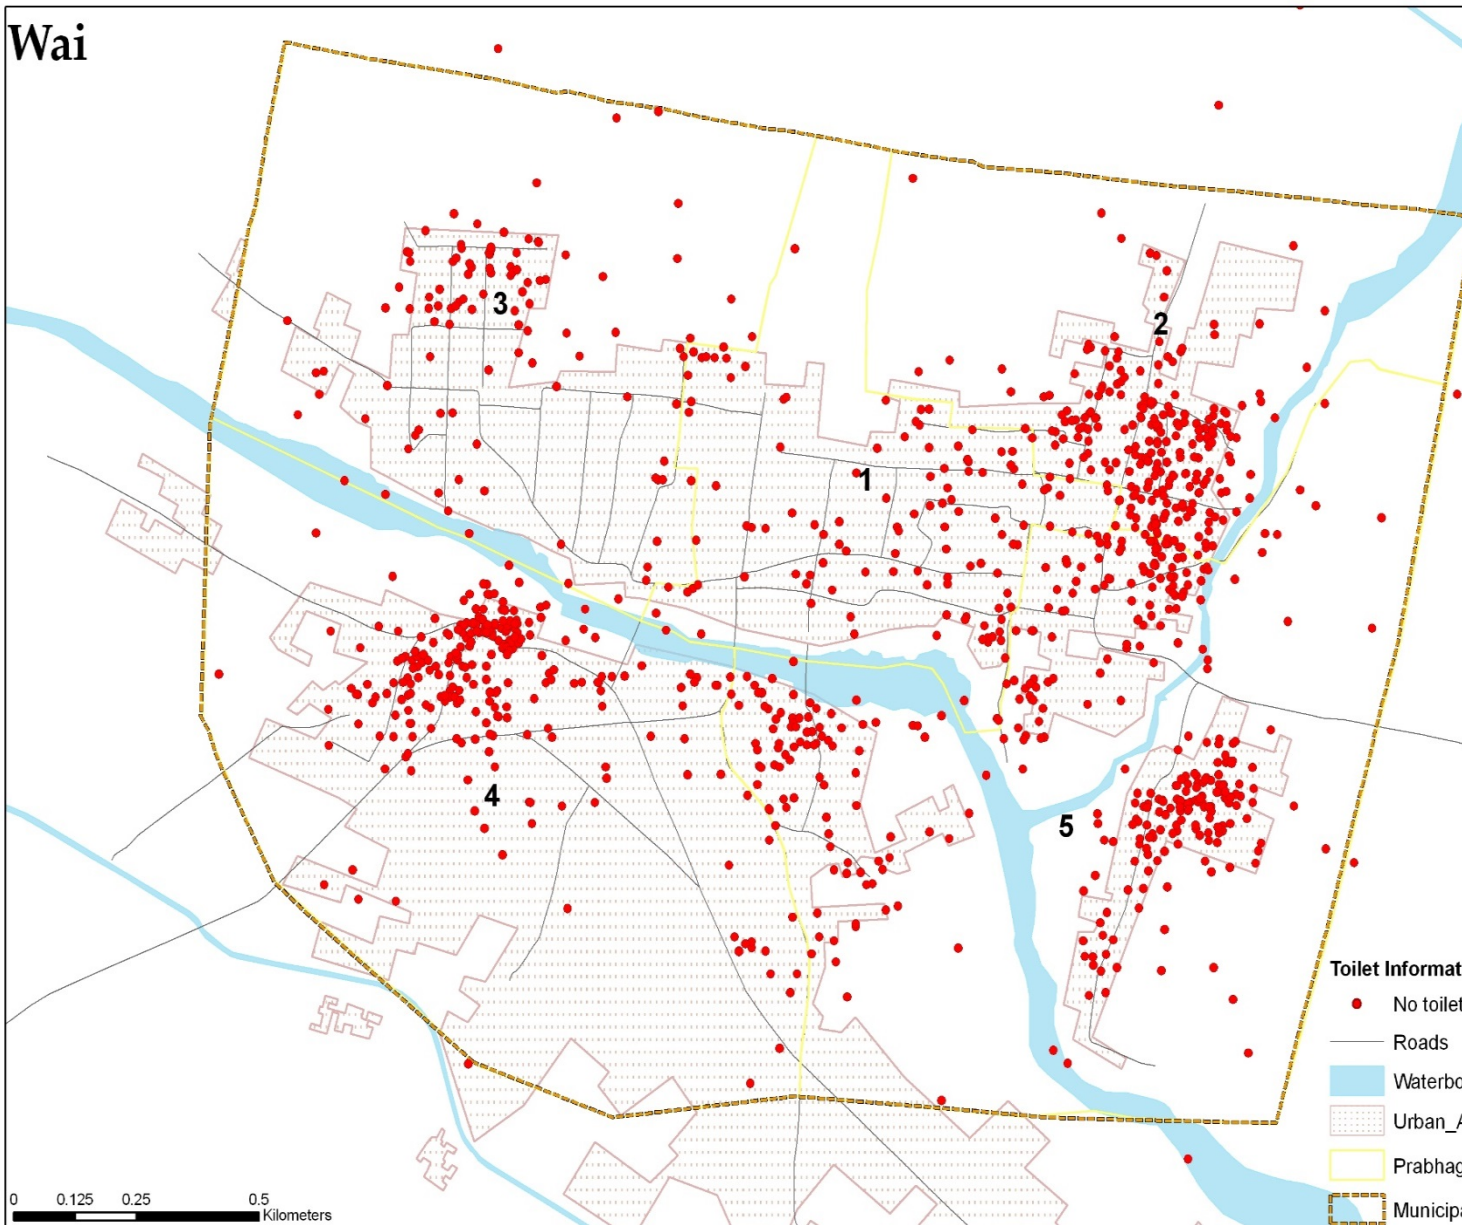 Wai
3
2
1
4
5
Toilet Informat
No toilet
Roads
Waterbo
Urban_A
Prabhag
Municipa
0 0.125 0.25 0.5
Kilometers